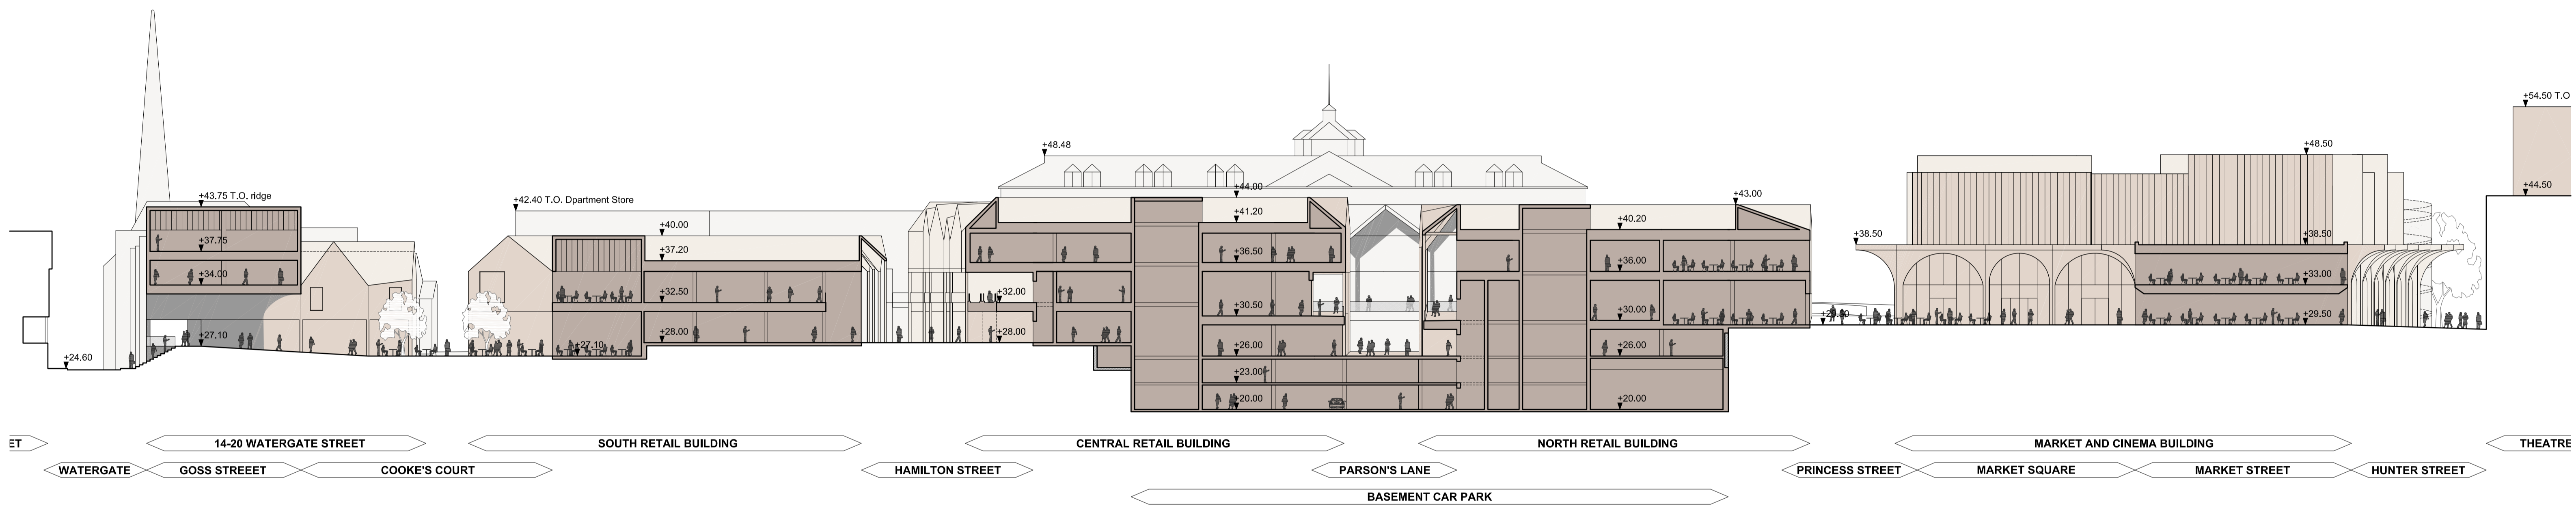 +54.50 T.O
+48.48
+48.50
+43.75 T.O. ridge
+42.40 T.O. Dpartment Store
+44.00
+43.00
+44.50
+41.20
+40.00
+40.20
+38.50
+38.50
+37.75
+37.20
+36.50
+36.00
+34.00
+33.00
+32.50
+32.00
+30.50
+30.00
+29.50
+27.10
+28.00
+28.00
+27.10
+26.00
+26.00
+24.60
+23.00
+20.00
+20.00
ET
14-20 WATERGATE STREET
SOUTH RETAIL BUILDING
CENTRAL RETAIL BUILDING
NORTH RETAIL BUILDING
MARKET AND CINEMA BUILDING
THEATRE
WATERGATE
GOSS STREEET
COOKE'S COURT
HAMILTON STREET
PARSON'S LANE
PRINCESS STREET
MARKET SQUARE
MARKET STREET
HUNTER STREET
BASEMENT CAR PARK